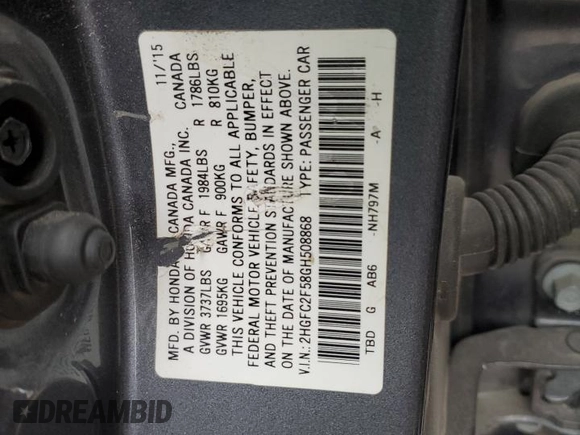 MFD. BY HONDA CANADA MFG., 11/'15
A DIVISION OF HONDA CANADA INC. CANADA
GVWR 3737LBS GAWR F 1984LBS R 1786LBS
GVWR 1695KG GAWR F 900KG R 810KG
THIS VEHICLE CONFORMS TO ALL APPLICABLE
FEDERAL MOTOR VEHICLE SAFETY, BUMPER,
AND THEFT PREVENTION STANDARDS IN EFFECT
ON THE DATE OF MANUFACTURE SHOWN ABOVE.
V.I.N.: 2HGFC2F58GH508868 TYPE: PASSENGER CAR
TBD G AB6 -NH797M -A -H
DREAMBID